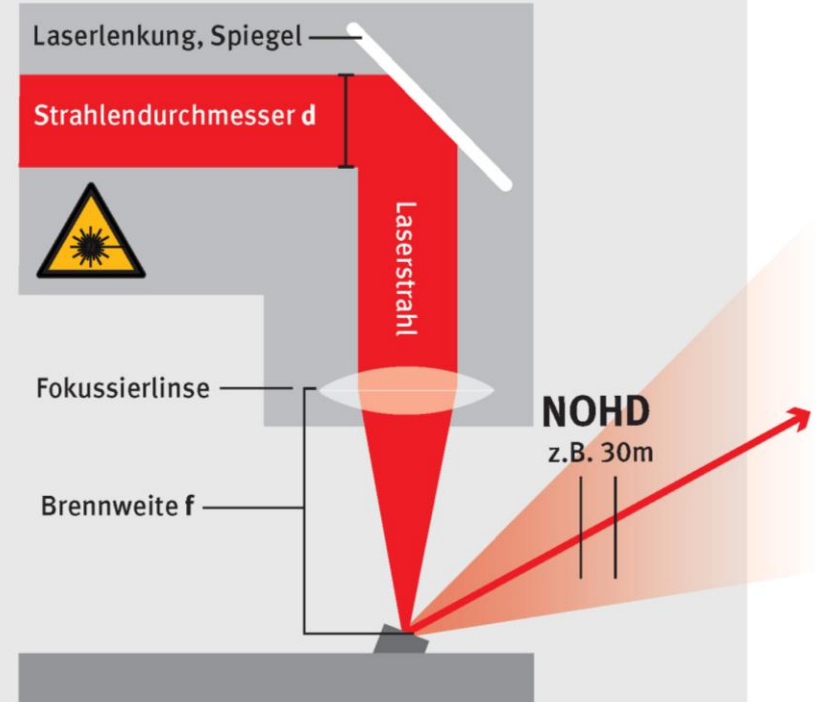 Laserlenkung, Spiegel
Strahlendurchmesser d
Laserstrahl
Fokussierlinse
NOHD
z.B. 30m
Brennweite f